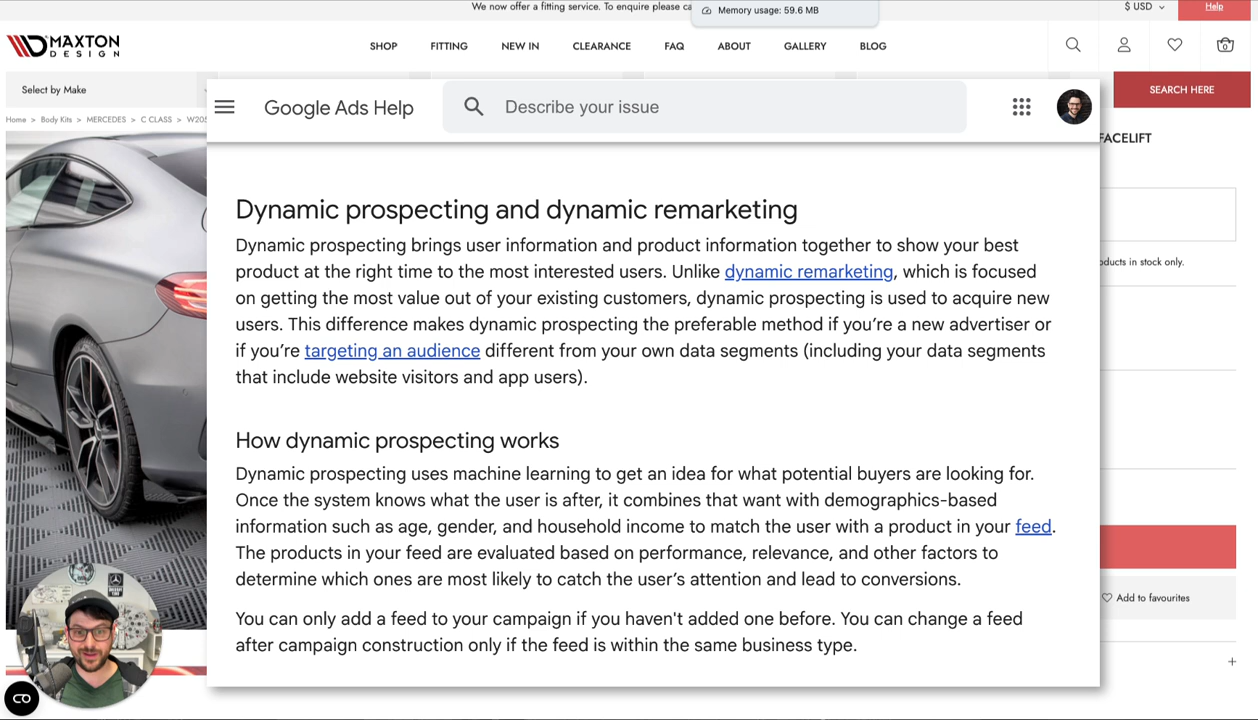 We now offer a fitting service. To enquire please ca
Memory usage: 59.6 MB
$ USD
Help
MAXTON
DESIGN
SHOP
FITTING
NEW IN
CLEARANCE
FAQ
ABOUT
GALLERY
BLOG
0
Select by Make
SEARCH HERE
Google Ads Help
Describe your issue
Home > Body Kits > MERCEDES > C CLASS > W205
FACELIFT
Dynamic prospecting and dynamic remarketing
Dynamic prospecting brings user information and product information together to show your best
product at the right time to the most interested users. Unlike dynamic remarketing, which is focused
on getting the most value out of your existing customers, dynamic prospecting is used to acquire new
users. This difference makes dynamic prospecting the preferable method if you’re a new advertiser or
if you’re targeting an audience different from your own data segments (including your data segments
that include website visitors and app users).
oducts in stock only.
How dynamic prospecting works
Dynamic prospecting uses machine learning to get an idea for what potential buyers are looking for.
Once the system knows what the user is after, it combines that want with demographics-based
information such as age, gender, and household income to match the user with a product in your feed.
The products in your feed are evaluated based on performance, relevance, and other factors to
determine which ones are most likely to catch the user’s attention and lead to conversions.
You can only add a feed to your campaign if you haven't added one before. You can change a feed
after campaign construction only if the feed is within the same business type.
Add to favourites